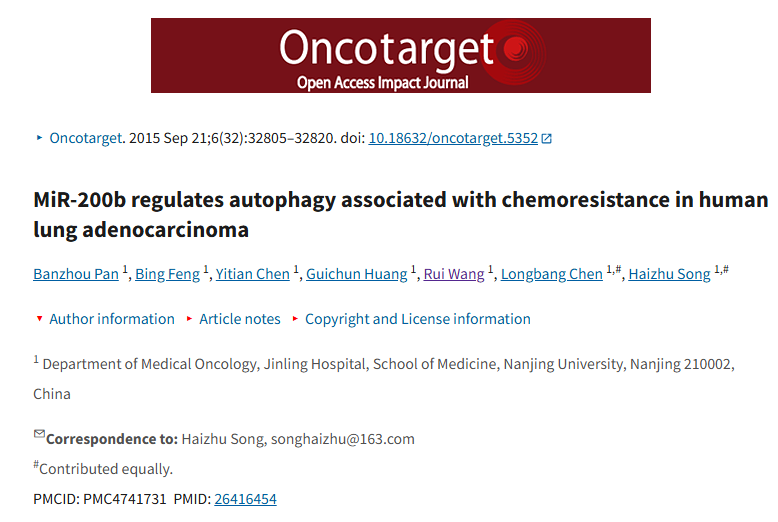 Oncotarget
Open Access Impact Journal
Oncotarget. 2015 Sep 21;6(32):32805–32820. doi: 10.18632/oncotarget.5352
MiR-200b regulates autophagy associated with chemoresistance in human
lung adenocarcinoma
Banzhou Pan 1, Bing Feng 1, Yitian Chen 1, Guichun Huang 1, Rui Wang 1, Longbang Chen 1,#, Haizhu Song 1,#
Author information Article notes Copyright and License information
1 Department of Medical Oncology, Jinling Hospital, School of Medicine, Nanjing University, Nanjing 210002,
China
Correspondence to: Haizhu Song, songhaizhu@163.com
#Contributed equally.
PMCID: PMC4741731 PMID: 26416454